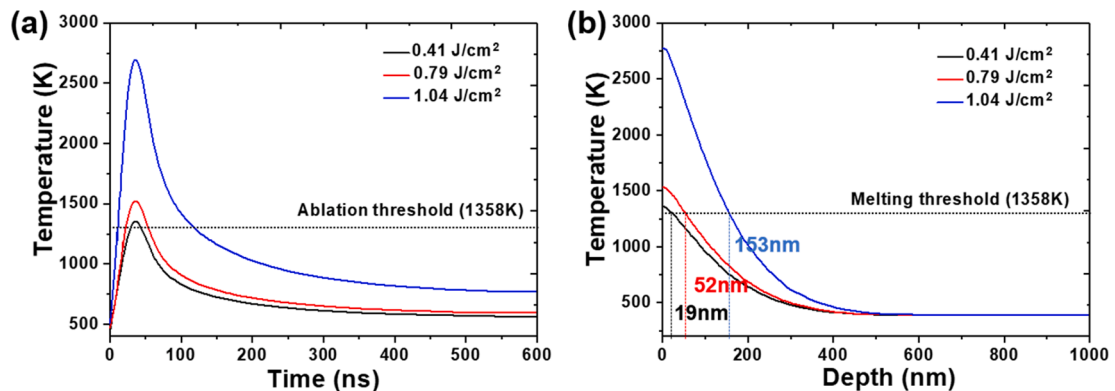 (a)
3000
2500
2000
1500
1000
500
Temperature (K)
0.41 J/cm²
0.79 J/cm²
1.04 J/cm²
Ablation threshold (1358K)
0 100 200 300 400 500 600
Time (ns)
(b)
3000
2500
2000
1500
1000
500
Temperature (K)
0.41 J/cm²
0.79 J/cm²
1.04 J/cm²
Melting threshold (1358K)
153nm
52nm
19nm
0 200 400 600 800 1000
Depth (nm)